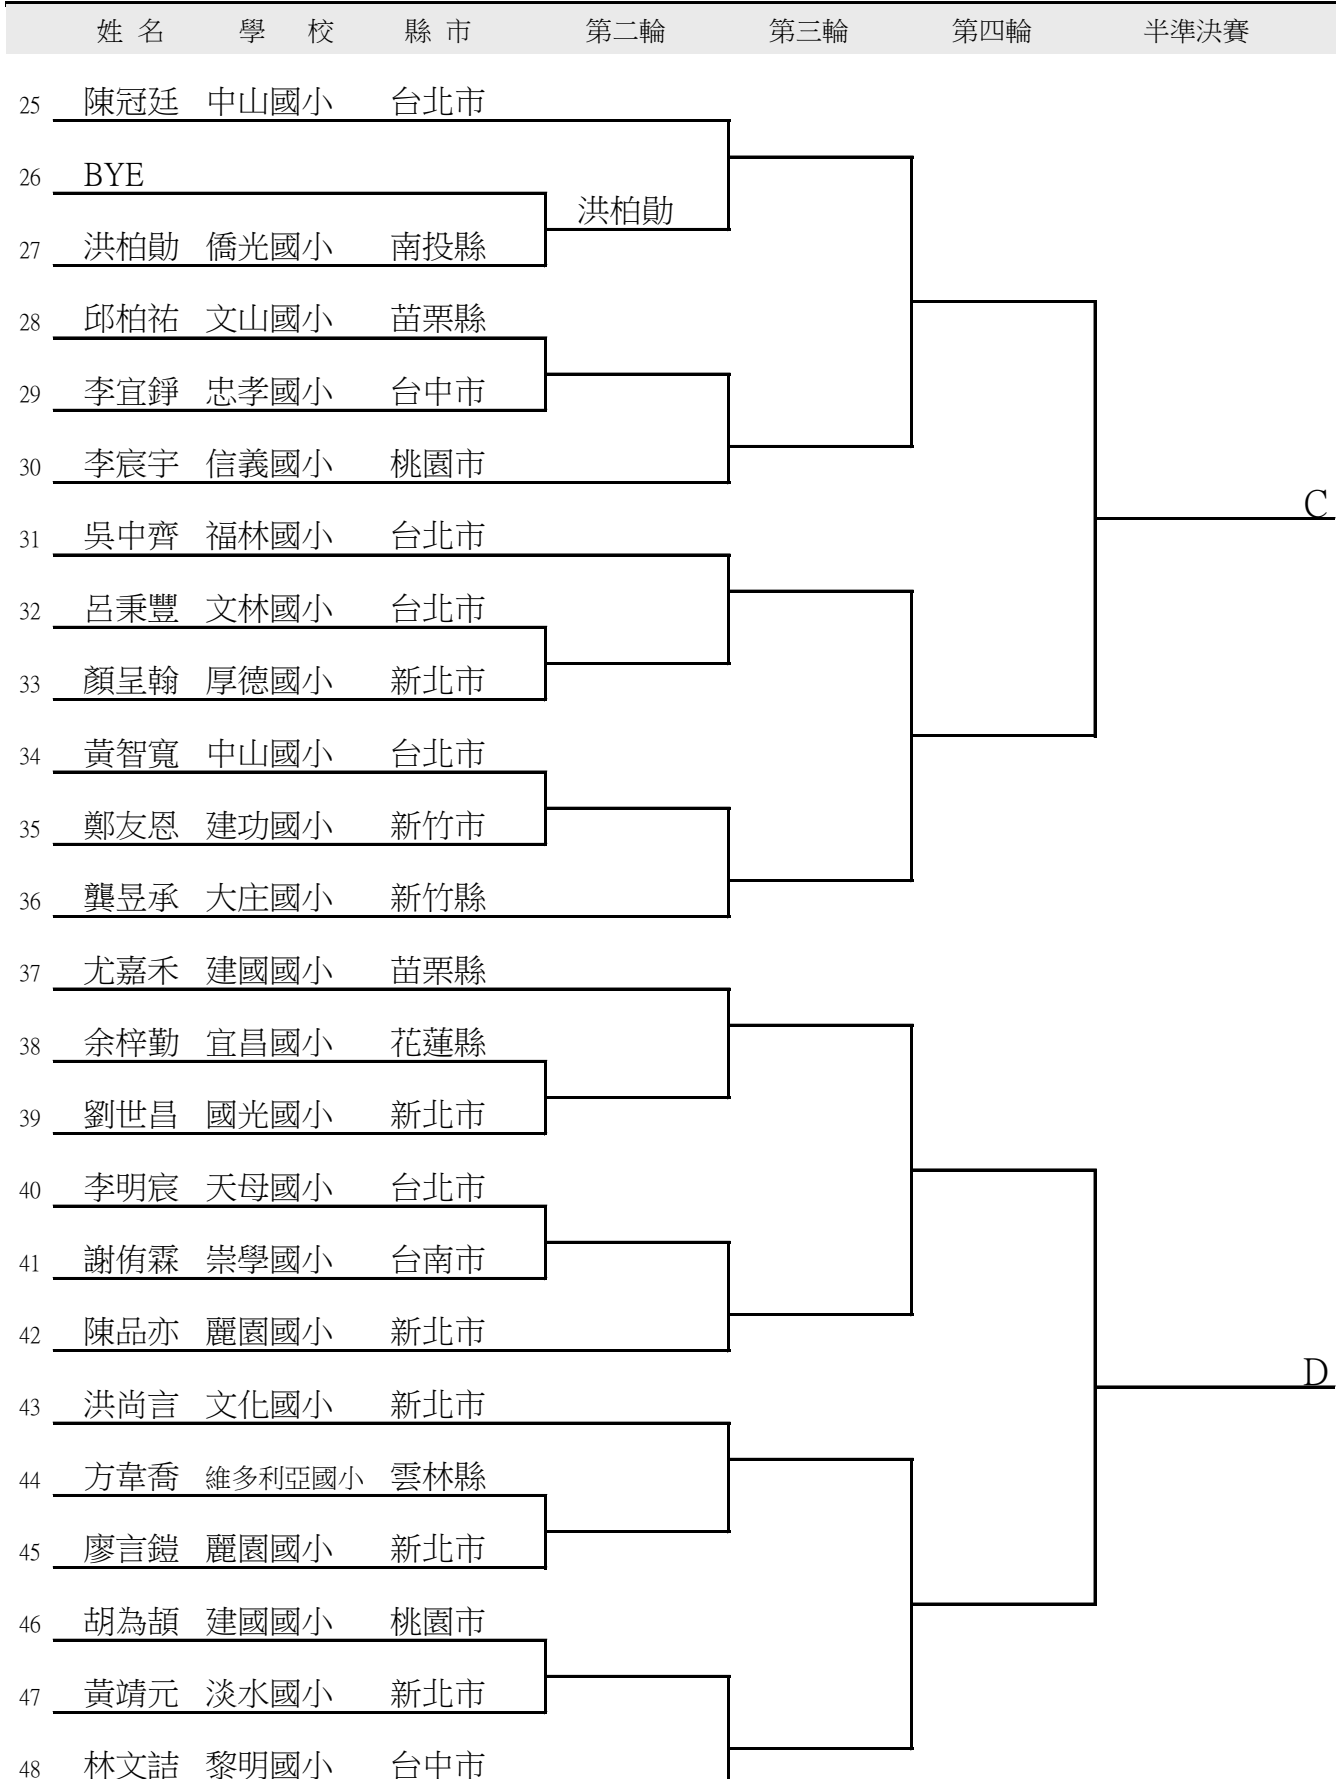 姓 名 學 校 縣 市 第二輪 第三輪 第四輪 半準決賽
25 陳冠廷 中山國小 台北市
26 BYE
洪柏勛
27 洪柏勛 僑光國小 南投縣
28 邱柏祐 文山國小 苗栗縣
29 李宜錚 忠孝國小 台中市
30 李宸宇 信義國小 桃園市
C
31 吳中齊 福林國小 台北市
32 呂秉豐 文林國小 台北市
33 顏呈翰 厚德國小 新北市
34 黃智寬 中山國小 台北市
35 鄭友恩 建功國小 新竹市
36 龔昱承 大庄國小 新竹縣
37 尤嘉禾 建國國小 苗栗縣
38 余梓勤 宜昌國小 花蓮縣
39 劉世昌 國光國小 新北市
40 李明宸 天母國小 台北市
41 謝侑霖 崇學國小 台南市
42 陳品亦 麗園國小 新北市
D
43 洪尚言 文化國小 新北市
44 方韋喬 維多利亞國小 雲林縣
45 廖言鎧 麗園國小 新北市
46 胡為頡 建國國小 桃園市
47 黃靖元 淡水國小 新北市
48 林文詰 黎明國小 台中市